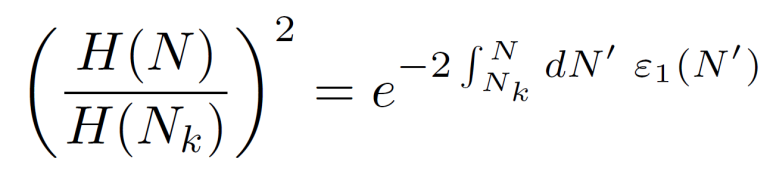 \left( \frac{H(N)}{H(N_k)} \right)^2 = e^{-2 \int_{N_k}^{N} dN' \ \varepsilon_1(N')}